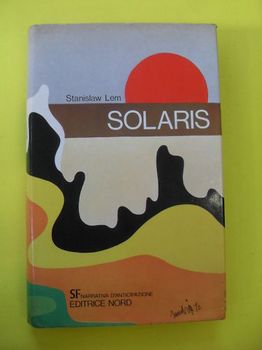 Stanislaw Lem
SOLARIS
SF NARRATIVA D'ANTICIPAZIONE
EDITRICE NORD